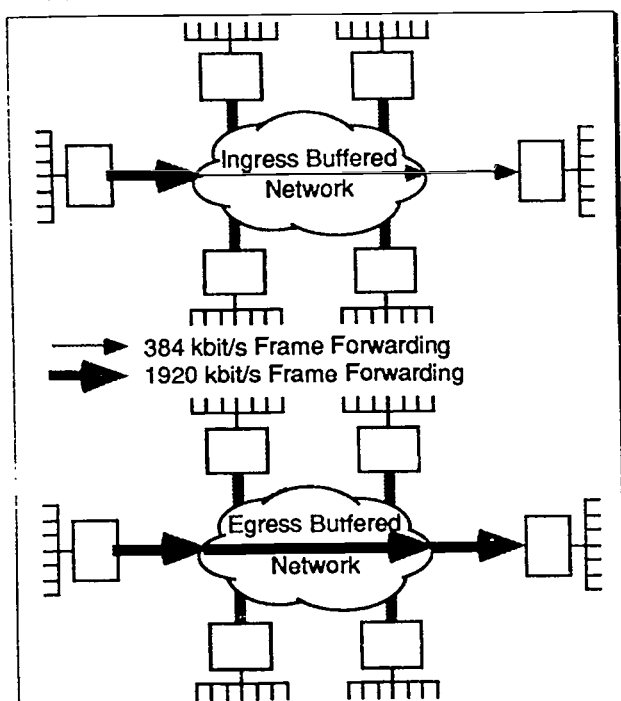 Ingress Buffered
Network
384 kbit/s Frame Forwarding
1920 kbit/s Frame Forwarding
Egress Buffered
Network